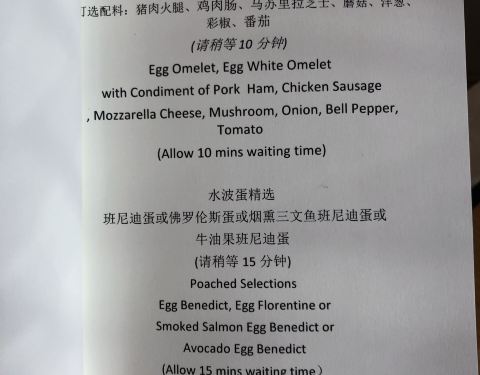 可选配料：猪肉火腿、鸡肉肠、马苏里拉芝士、蘑菇、洋葱、
彩椒、番茄
(请稍等 10 分钟)
Egg Omelet, Egg White Omelet
with Condiment of Pork Ham, Chicken Sausage
, Mozzarella Cheese, Mushroom, Onion, Bell Pepper,
Tomato
(Allow 10 mins waiting time)
水波蛋精选
班尼迪蛋或佛罗伦斯蛋或烟熏三文鱼班尼迪蛋或
牛油果班尼迪蛋
(请稍等 15 分钟)
Poached Selections
Egg Benedict, Egg Florentine or
Smoked Salmon Egg Benedict or
Avocado Egg Benedict
(Allow 15 mins waiting time）